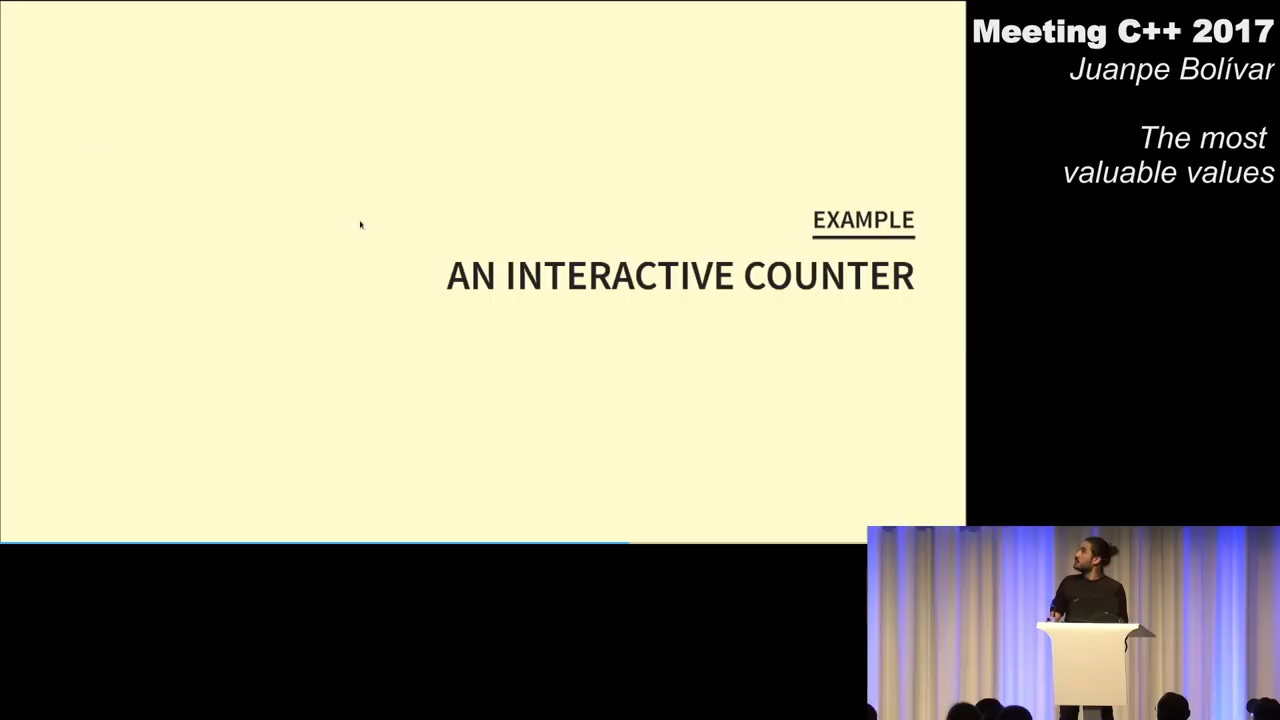 Meeting C++ 2017
Juanpe Bolívar
The most
valuable values
EXAMPLE
AN INTERACTIVE COUNTER